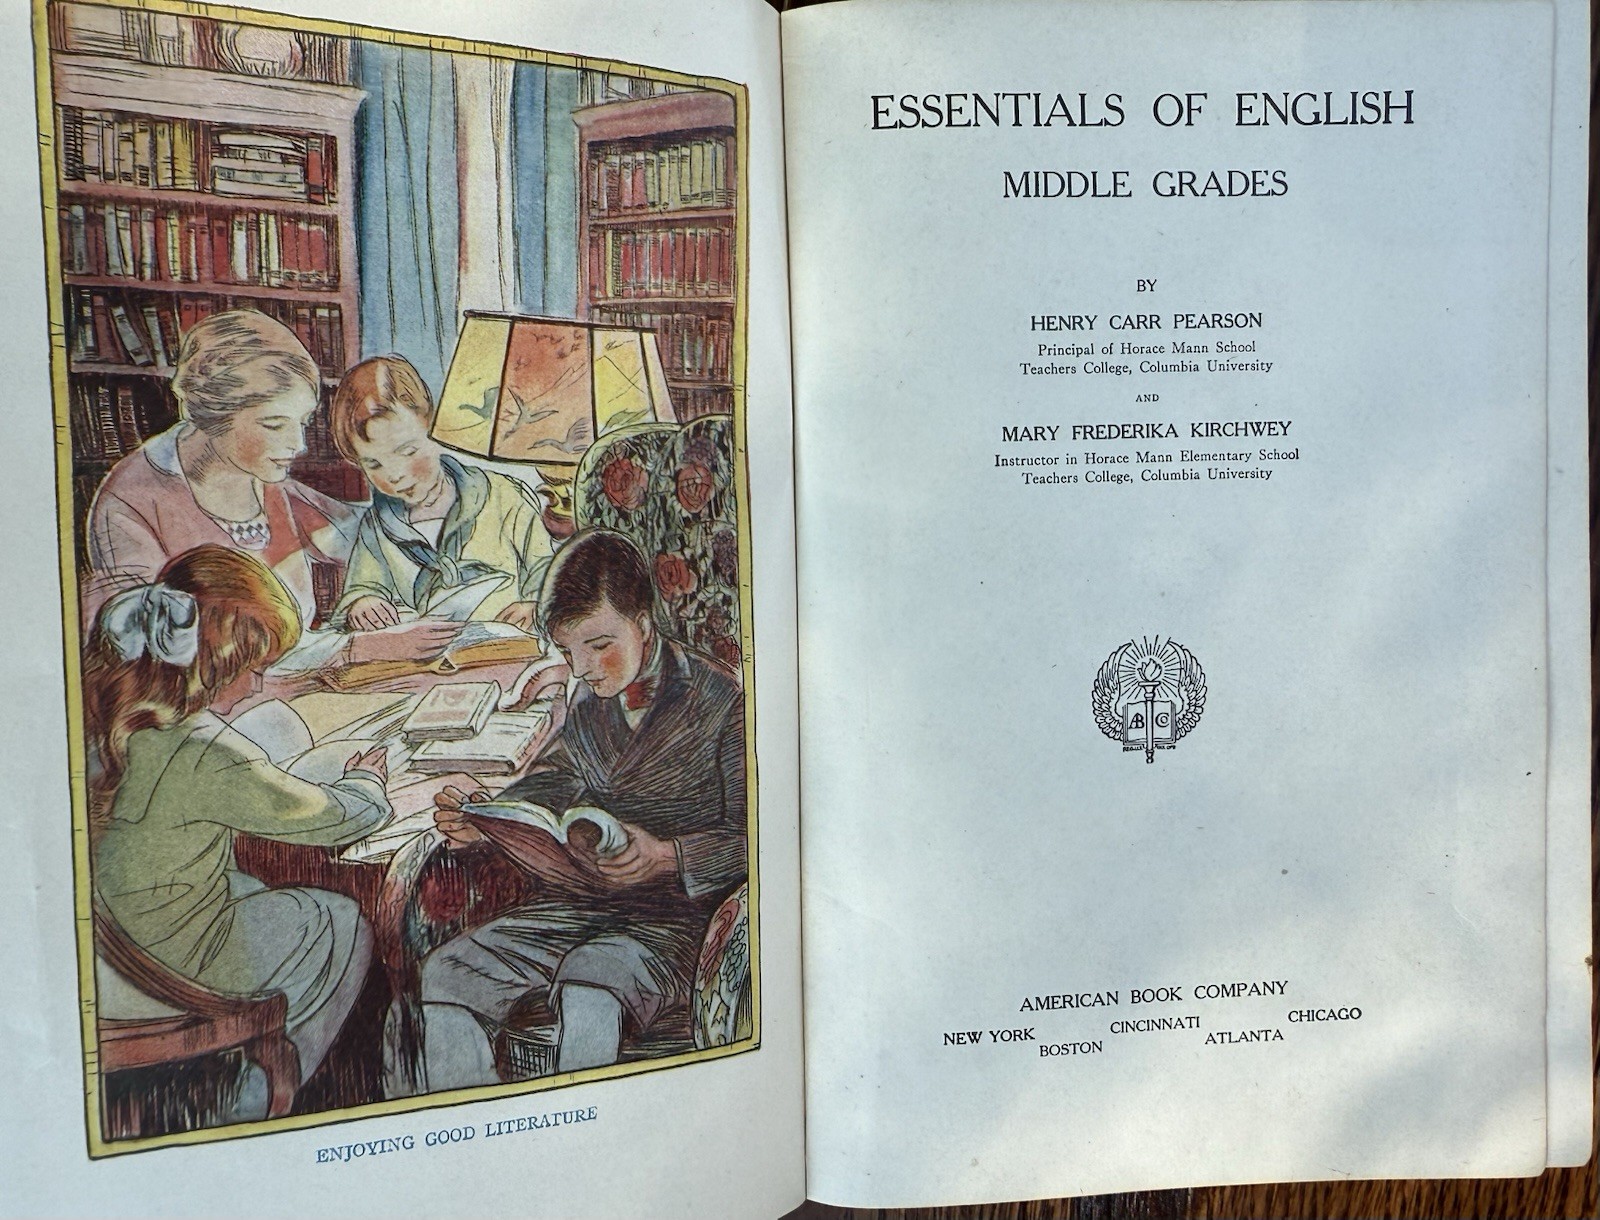 ENJOYING GOOD LITERATURE
ESSENTIALS OF ENGLISH
MIDDLE GRADES
BY
HENRY CARR PEARSON
Principal of Horace Mann School
Teachers College, Columbia University
AND
MARY FREDERIKA KIRCHWEY
Instructor in Horace Mann Elementary School
Teachers College, Columbia University
AB CO
AMERICAN BOOK COMPANY
NEW YORK CINCINNATI CHICAGO
BOSTON ATLANTA